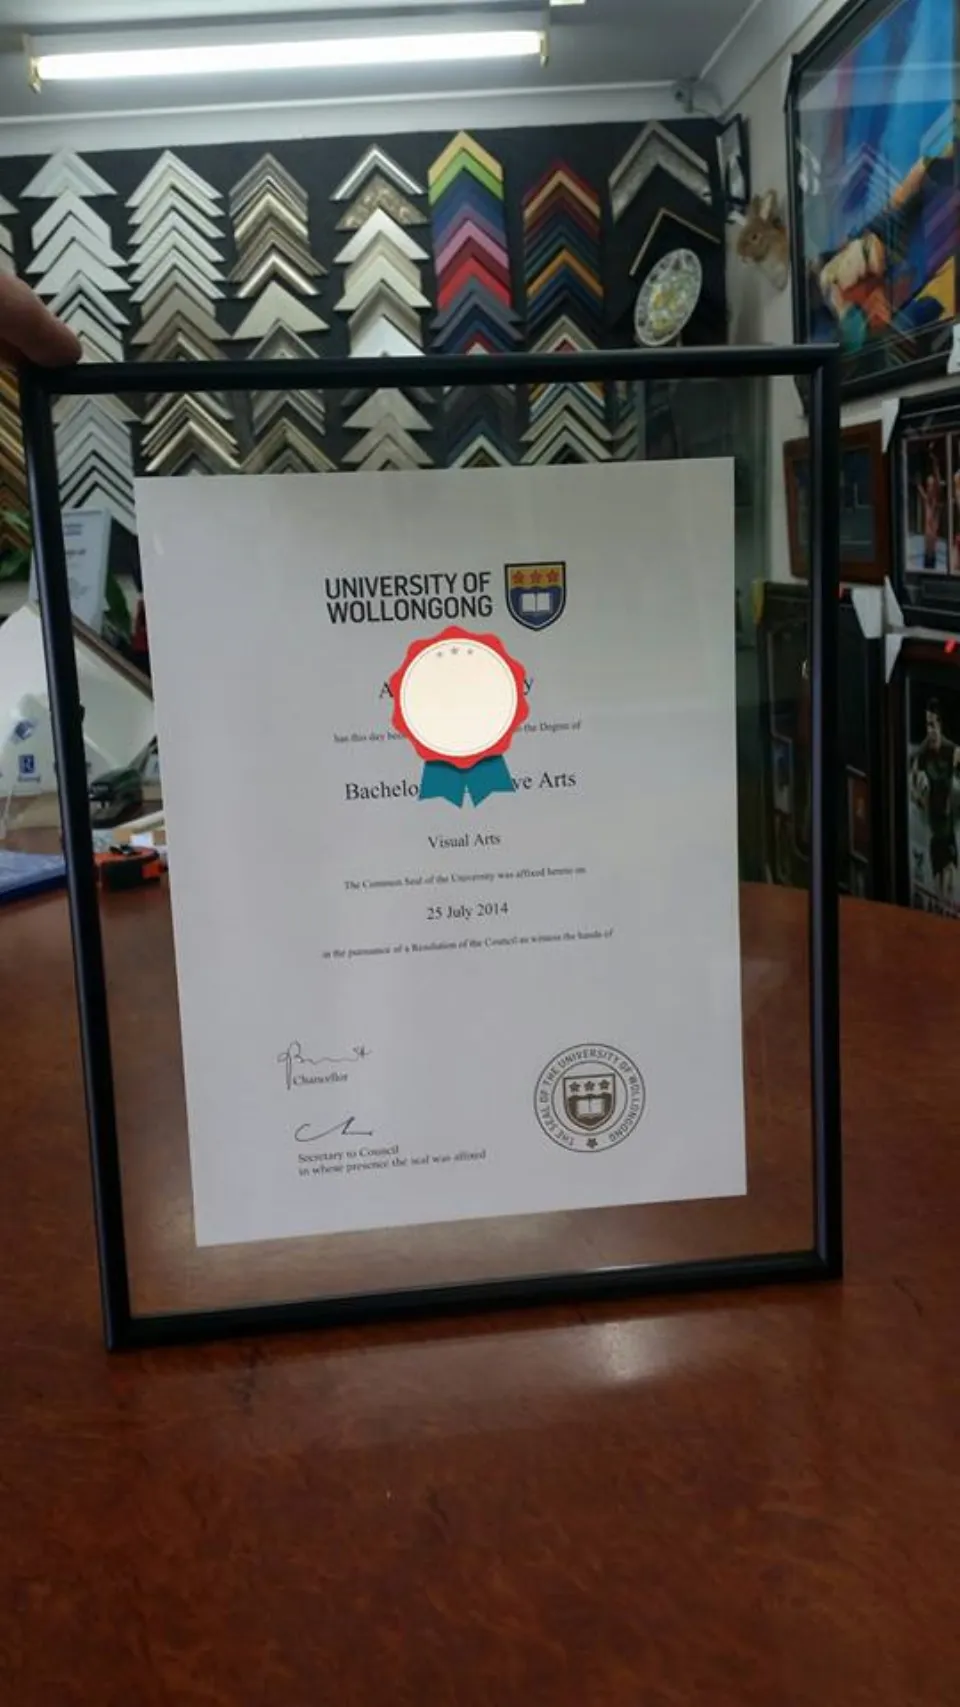 UNIVERSITY OF
WOLLONGONG
A y
has this day the Degree of
Bachelo ve Arts
Visual Arts
The Common Seal of the University was affixed hereto on
25 July 2014
in the pursuance of a Resolution of the Council as witness the hands of
Chancellor
Secretary to Council
in whose presence the seal was affixed
THE SEAL OF THE UNIVERSITY OF WOLLONGONG